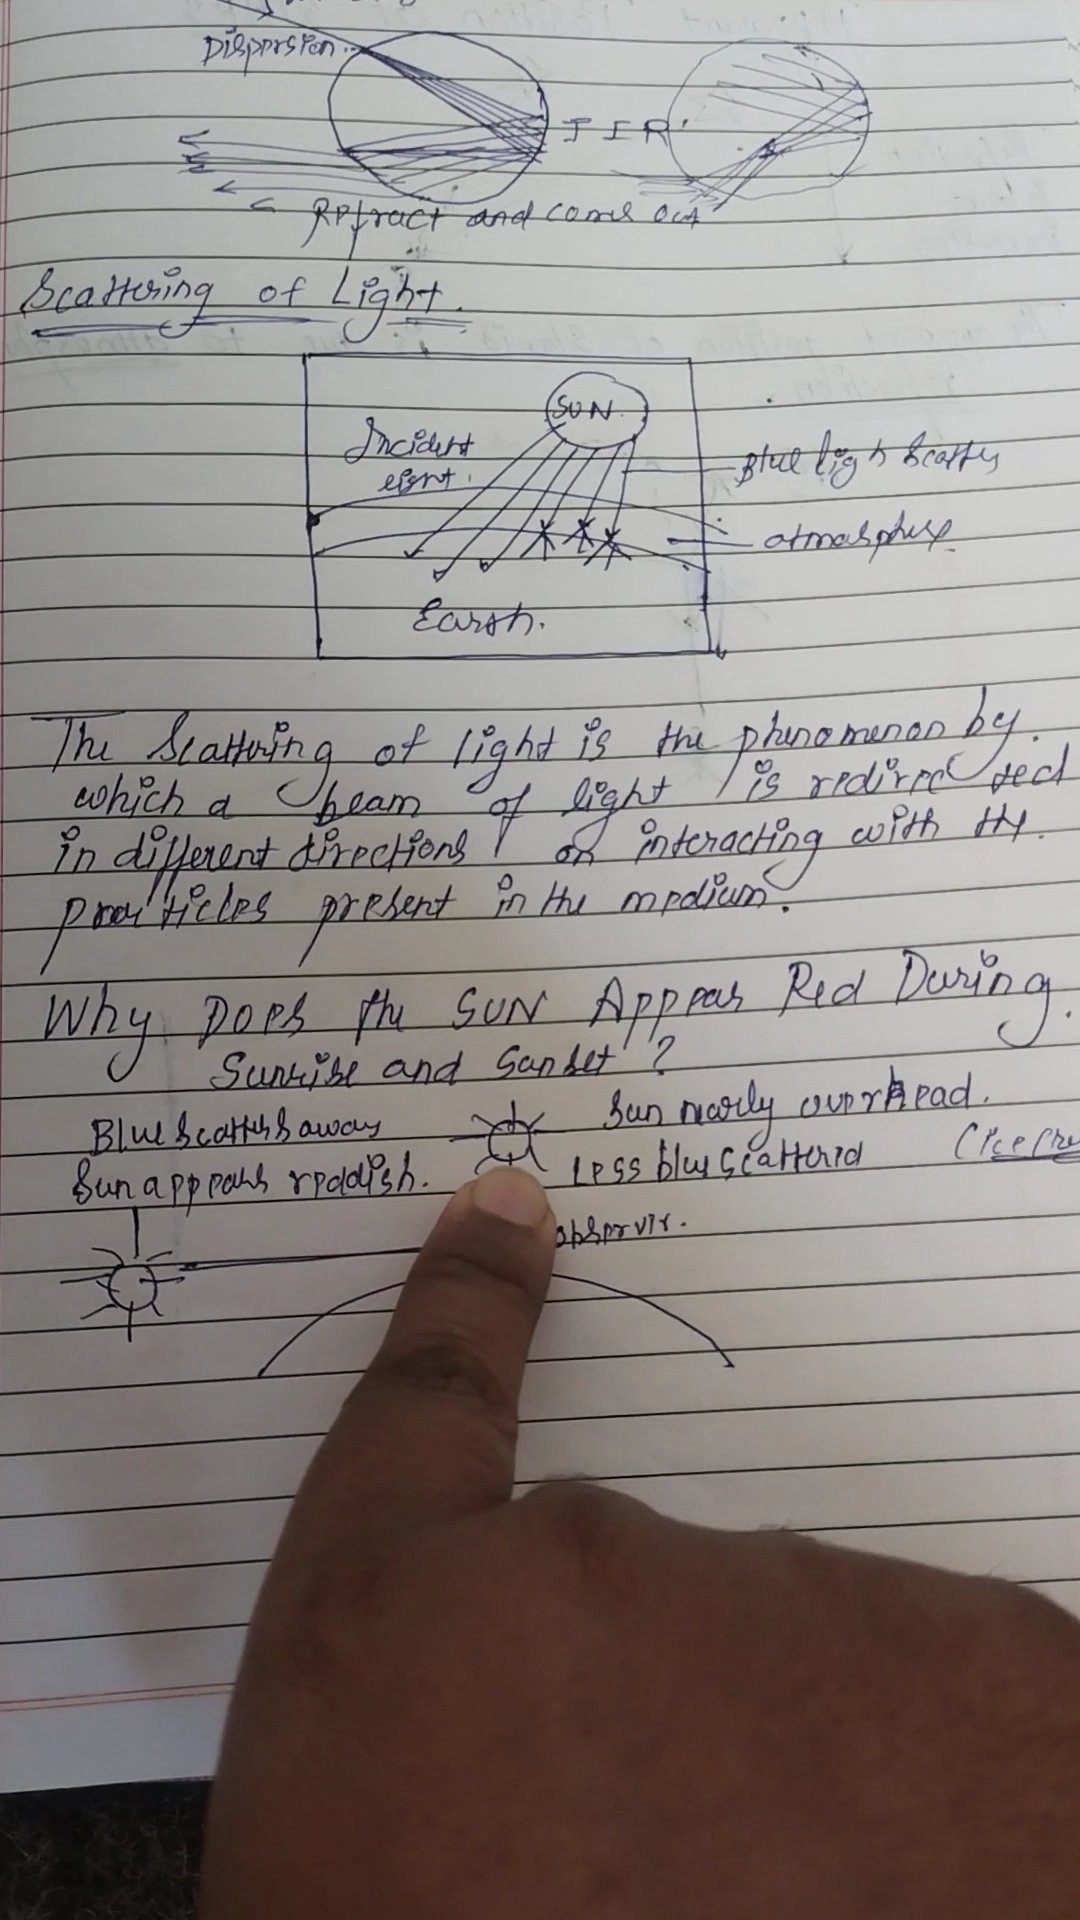 Dispersion
TIR
Refract and comes out
Scattering of Light.
SUN
Incident
Blue light Scatters
atmosphere
Earth.
The Scattering of light is the phenomenon by
which a beam of light is redirected
in different directions on interacting with the
particles present in the medium.
Why Does the SUN Appears Red During
Sunrise and Sunset ?
Blue Scatters away
Sun nearly overhead.
Sun appears reddish.
Less blue scattered
observer.